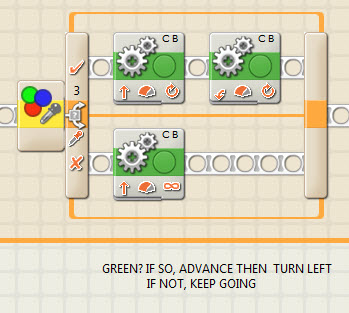 C B
C B
3
C B
GREEN? IF SO, ADVANCE THEN TURN LEFT
IF NOT, KEEP GOING